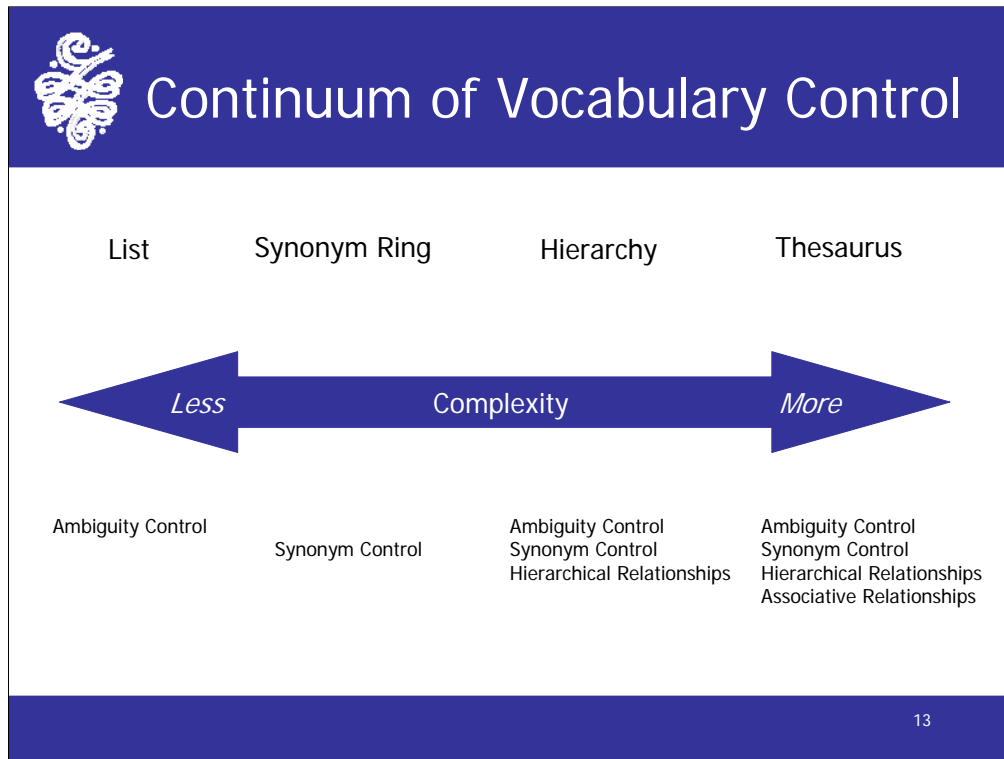 Continuum of Vocabulary Control
List
Synonym Ring
Hierarchy
Thesaurus
Less
Complexity
More
Ambiguity Control
Synonym Control
Ambiguity Control
Synonym Control
Hierarchical Relationships
Ambiguity Control
Synonym Control
Hierarchical Relationships
Associative Relationships
13